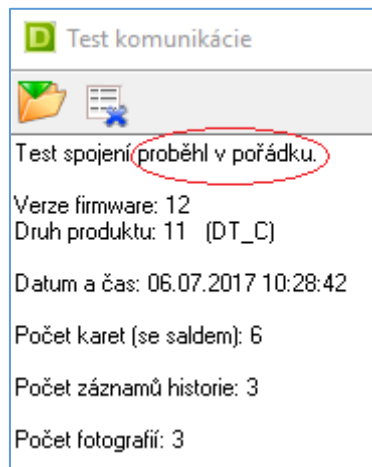 Test komunikácie
Test spojení proběhl v pořádku.
Verze firmware: 12
Druh produktu: 11 (DT_C)
Datum a čas: 06.07.2017 10:28:42
Počet karet (se saldem): 6
Počet záznamů historie: 3
Počet fotografií: 3